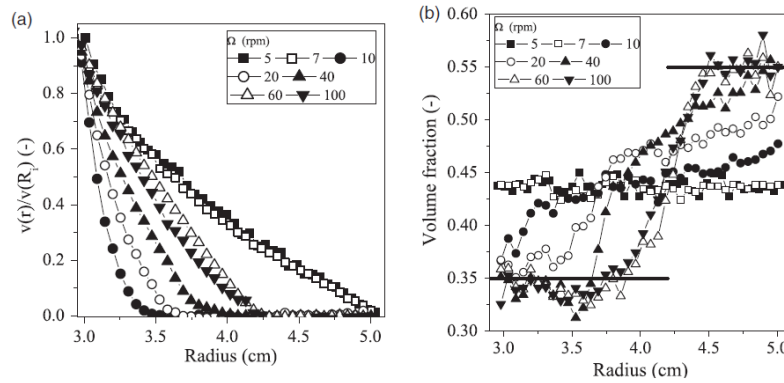 (a)
Ω (rpm)
5 7 10
20 40
60 100
v(r)/v(R_i) (-)
1.0
0.8
0.6
0.4
0.2
0.0
3.0 3.5 4.0 4.5 5.0
Radius (cm)
(b)
Ω (rpm)
5 7 10
20 40
60 100
Volume fraction (-)
0.60
0.55
0.50
0.45
0.40
0.35
0.30
3.0 3.5 4.0 4.5 5.0
Radius (cm)